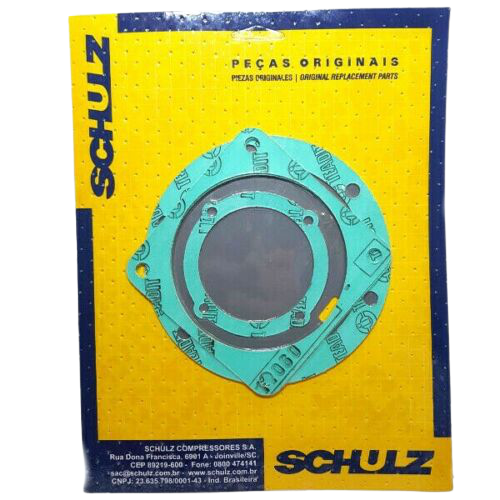 SCHULZ
PEÇAS ORIGINAIS
PIEZAS ORIGINALES | ORIGINAL REPLACEMENT PARTS
TEADIT
12060
SCHULZ COMPRESSORES S.A.
Rua Dona Francisca, 6901 A - Joinville/SC
CEP 89219-600 - Fone: 0800 474141
sac@schulz.com.br - www.schulz.com.br
CNPJ: 23.635.798/0001-43 - Ind. Brasileira
SCHULZ